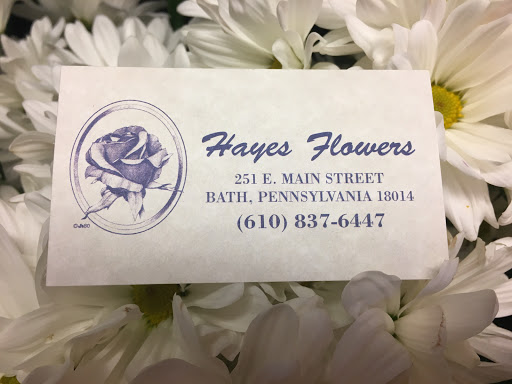 Hayes Flowers
251 E. MAIN STREET
BATH, PENNSYLVANIA 18014
(610) 837-6447